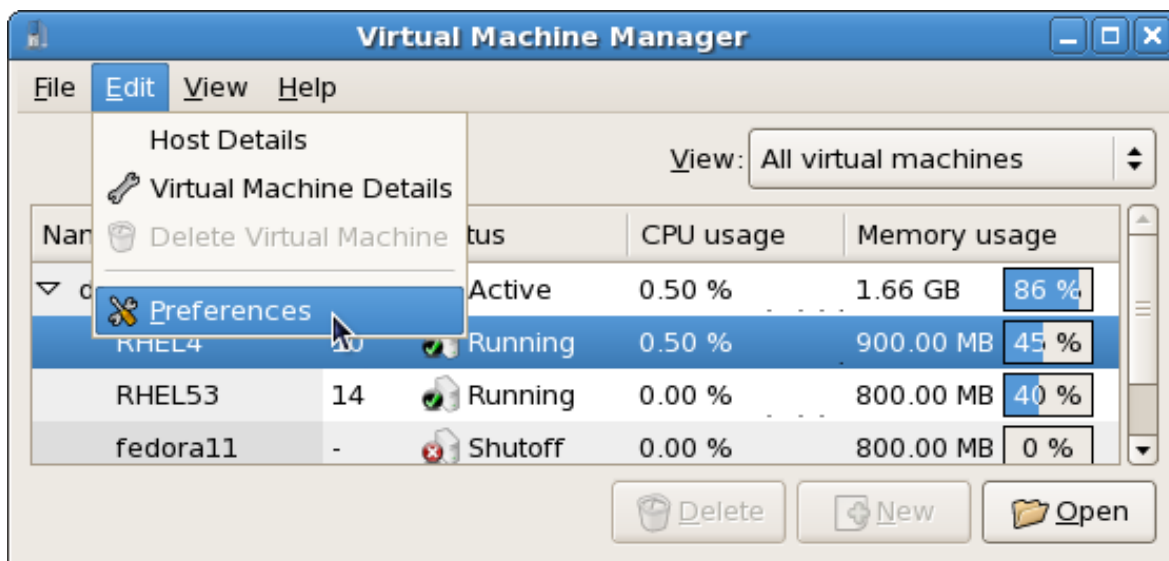 Virtual Machine Manager
File Edit View Help
Host Details
View: All virtual machines
Virtual Machine Details
Delete Virtual Machine
CPU usage Memory usage
Active 0.50 % 1.66 GB 86 %
Preferences
RHEL4 Running 0.50 % 900.00 MB 45 %
RHEL53 14 Running 0.00 % 800.00 MB 40 %
fedora11 - Shutoff 0.00 % 800.00 MB 0 %
Delete New Open